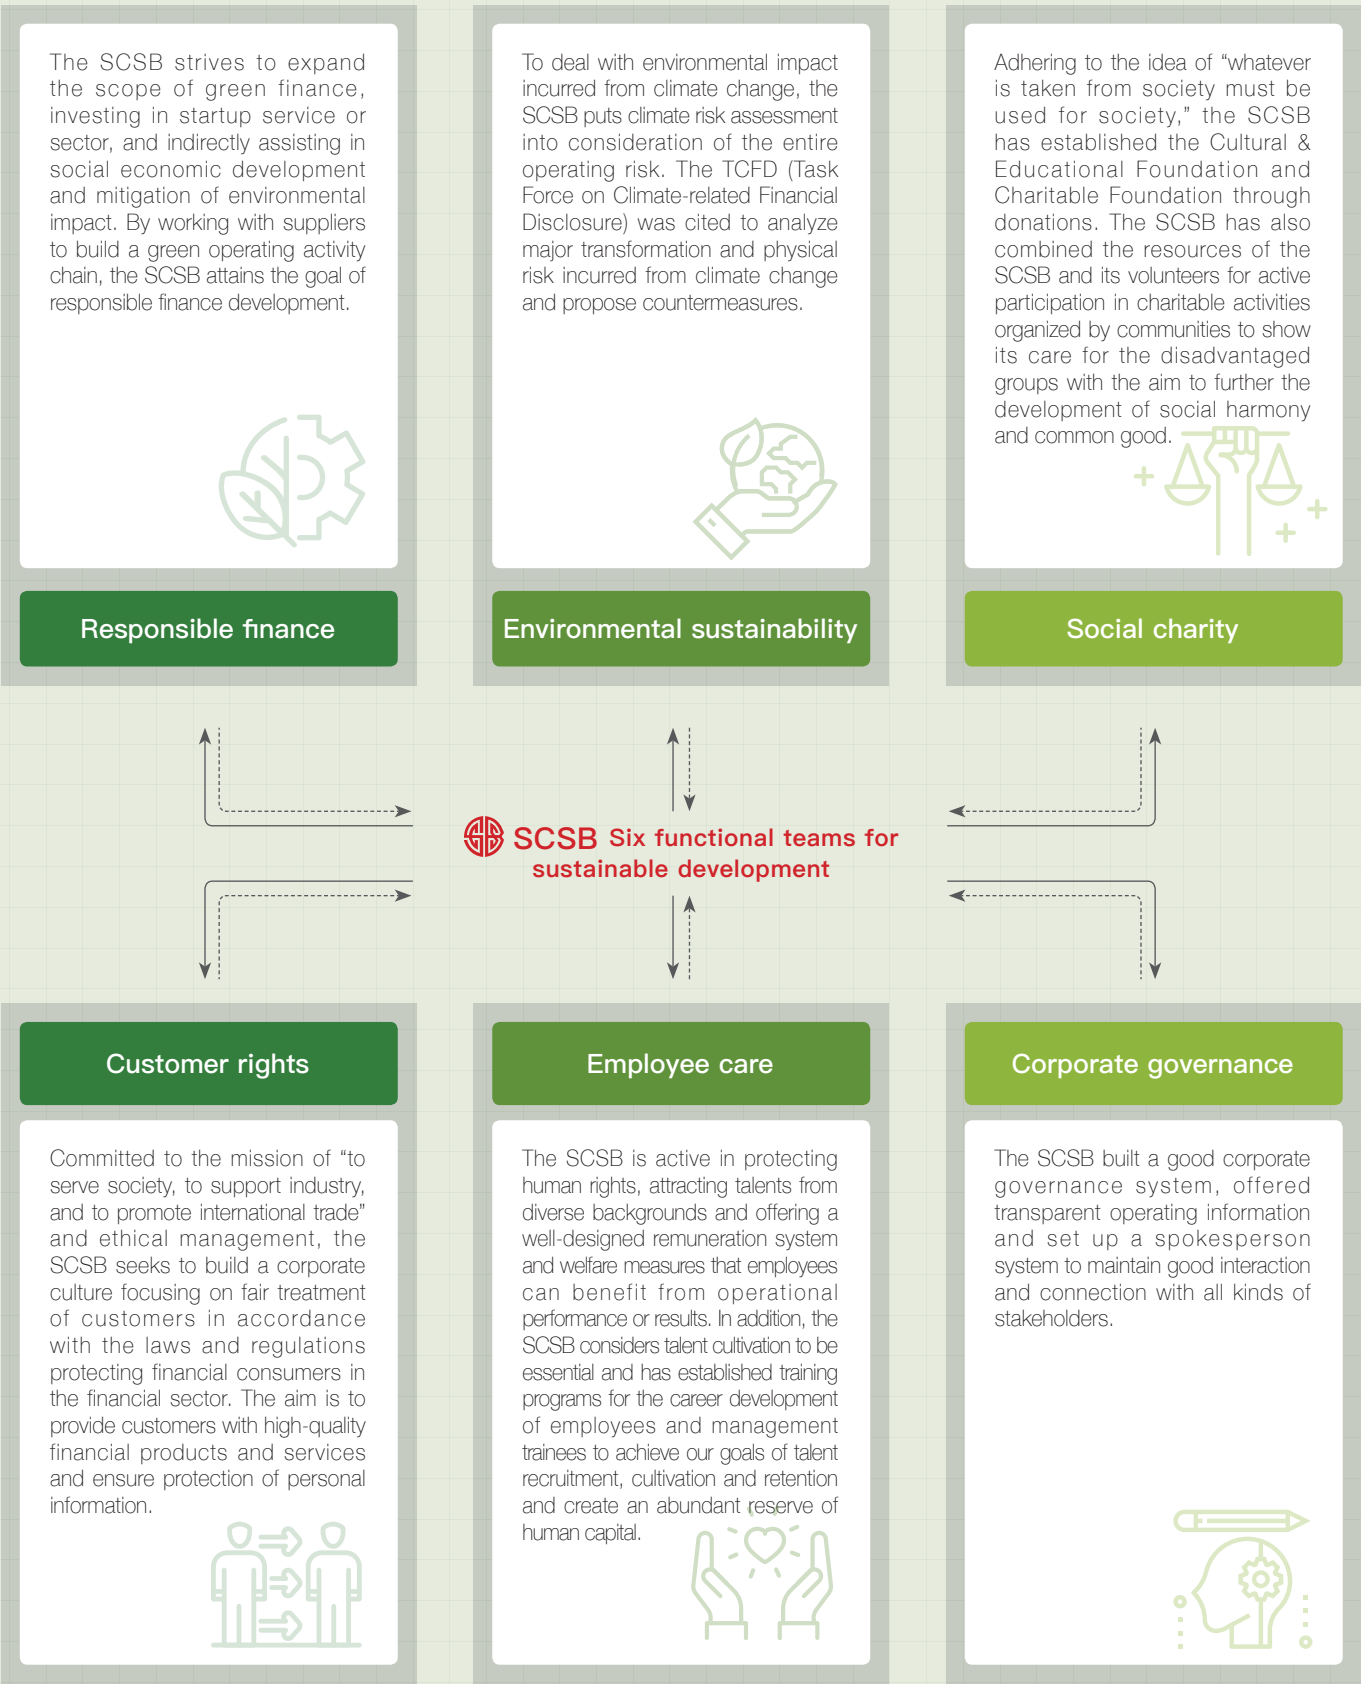 The SCSB strives to expand
the scope of green finance,
investing in startup service or
sector, and indirectly assisting in
social economic development
and mitigation of environmental
impact. By working with suppliers
to build a green operating activity
chain, the SCSB attains the goal of
responsible finance development.
Responsible finance
To deal with environmental impact
incurred from climate change, the
SCSB puts climate risk assessment
into consideration of the entire
operating risk. The TCFD (Task
Force on Climate-related Financial
Disclosure) was cited to analyze
major transformation and physical
risk incurred from climate change
and propose countermeasures.
Environmental sustainability
Adhering to the idea of “whatever
is taken from society must be
used for society,” the SCSB
has established the Cultural &
Educational Foundation and
Charitable Foundation through
donations. The SCSB has also
combined the resources of the
SCSB and its volunteers for active
participation in charitable activities
organized by communities to show
its care for the disadvantaged
groups with the aim to further the
development of social harmony
and common good.
Social charity
SCSB Six functional teams for
sustainable development
Customer rights
Committed to the mission of “to
serve society, to support industry,
and to promote international trade”
and ethical management, the
SCSB seeks to build a corporate
culture focusing on fair treatment
of customers in accordance
with the laws and regulations
protecting financial consumers in
the financial sector. The aim is to
provide customers with high-quality
financial products and services
and ensure protection of personal
information.
Employee care
The SCSB is active in protecting
human rights, attracting talents from
diverse backgrounds and offering a
well-designed remuneration system
and welfare measures that employees
can benefit from operational
performance or results. In addition, the
SCSB considers talent cultivation to be
essential and has established training
programs for the career development
of employees and management
trainees to achieve our goals of talent
recruitment, cultivation and retention
and create an abundant reserve of
human capital.
Corporate governance
The SCSB built a good corporate
governance system, offered
transparent operating information
and set up a spokesperson
system to maintain good interaction
and connection with all kinds of
stakeholders.